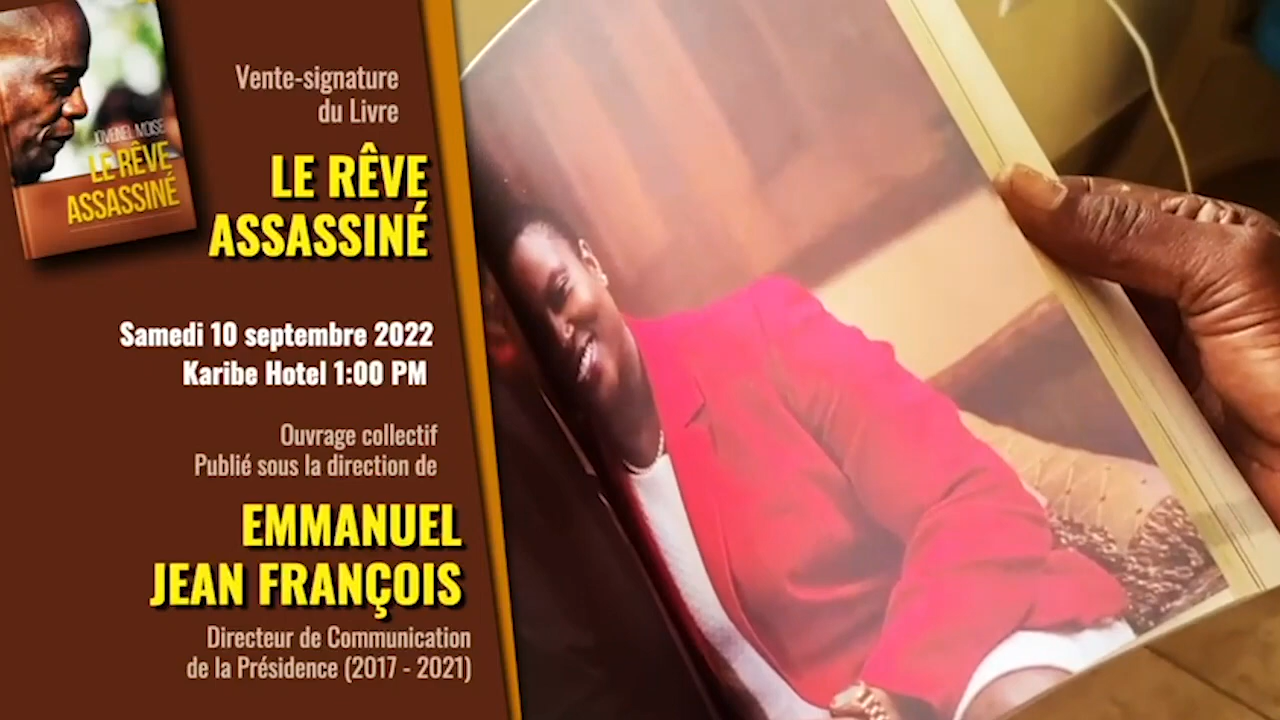 JOVENEL MOISE
LE RÊVE
ASSASSINÉ
Vente-signature
du Livre
LE RÊVE
ASSASSINÉ
Samedi 10 septembre 2022
Karibe Hotel 1:00 PM
Ouvrage collectif
Publié sous la direction de
EMMANUEL
JEAN FRANÇOIS
Directeur de Communication
de la Présidence (2017 - 2021)